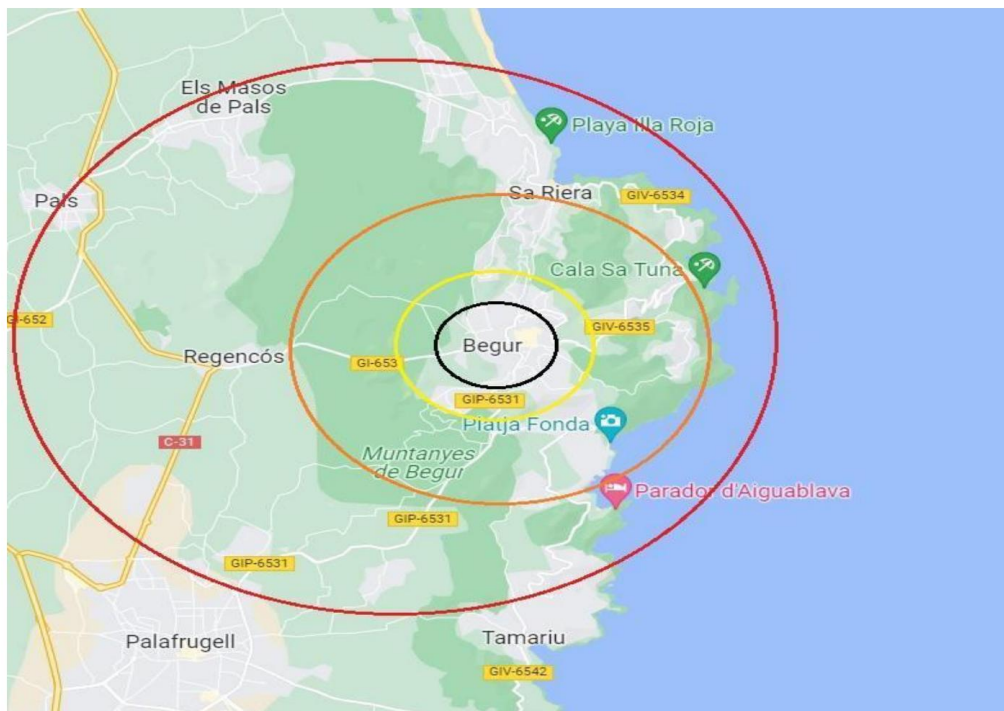 Els Masos
de Pals
Playa Illa Roja
Pals
Sa Riera
GIV-6534
Cala Sa Tuna
GI-652
GIV-6535
Begur
Regencós
GI-653
GIP-6531
Platja Fonda
C-31
Muntanyes
de Begur
Parador d'Aiguablava
GIP-6531
GIP-6531
Palafrugell
Tamariu
GIV-6542